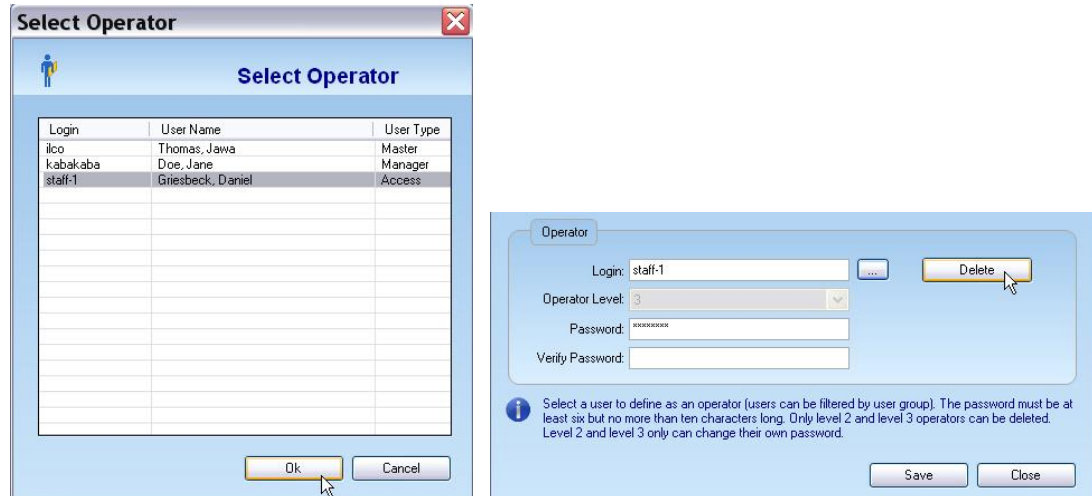 Select Operator
Select Operator
Login User Name User Type
ilco Thomas, Jawa Master
kabakaba Doe, Jane Manager
staff-1 Griesbeck, Daniel Access
Ok Cancel
Operator
Login: staff-1 ... Delete
Operator Level: 3
Password: xxxxxxxx
Verify Password:
Select a user to define as an operator (users can be filtered by user group). The password must be at
least six but no more than ten characters long. Only level 2 and level 3 operators can be deleted.
Level 2 and level 3 only can change their own password.
Save Close